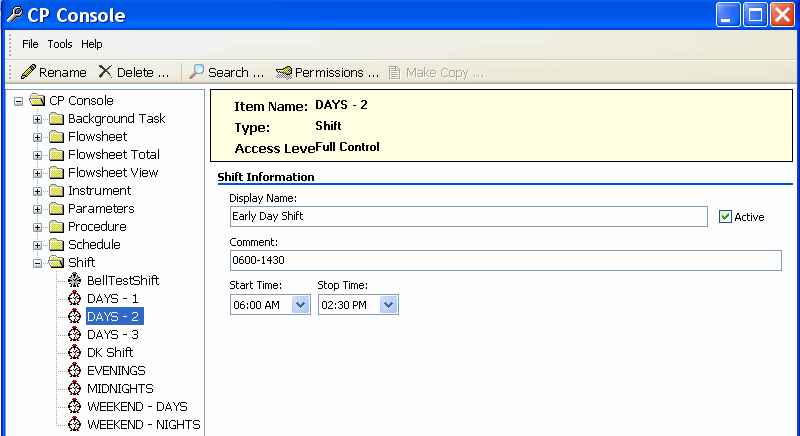 CP Console
File Tools Help
Rename Delete ... Search ... Permissions ... Make Copy ...
CP Console
Background Task
Flowsheet
Flowsheet Total
Flowsheet View
Instrument
Parameters
Procedure
Schedule
Shift
BellTestShift
DAYS - 1
DAYS - 2
DAYS - 3
DK Shift
EVENINGS
MIDNIGHTS
WEEKEND - DAYS
WEEKEND - NIGHTS
Item Name: DAYS - 2
Type: Shift
Access Leve Full Control
Shift Information
Display Name:
Early Day Shift Active
Comment:
0600-1430
Start Time: Stop Time:
06:00 AM 02:30 PM